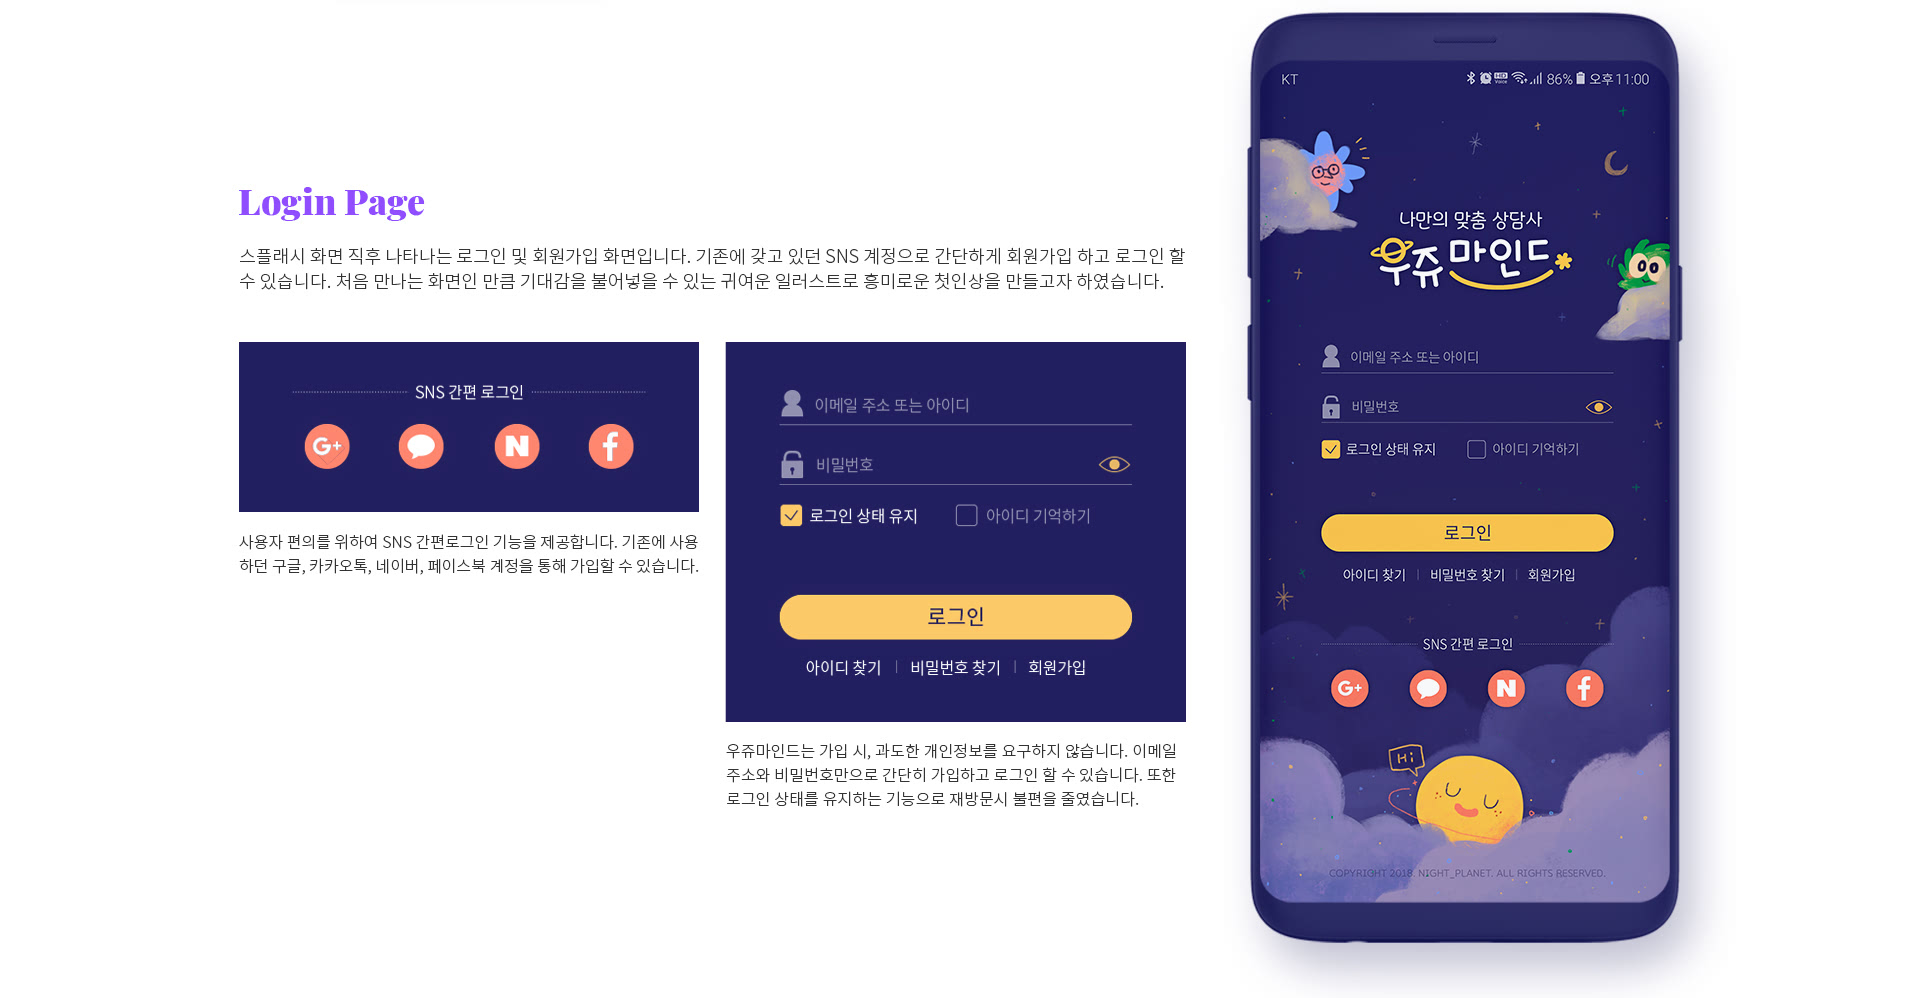 Login Page
스플래시 화면 직후 나타나는 로그인 및 회원가입 화면입니다. 기존에 갖고 있던 SNS 계정으로 간단하게 회원가입 하고 로그인 할
수 있습니다. 처음 만나는 화면인 만큼 기대감을 불어넣을 수 있는 귀여운 일러스트로 흥미로운 첫인상을 만들고자 하였습니다.
SNS 간편 로그인
G+ N f
사용자 편의를 위하여 SNS 간편로그인 기능을 제공합니다. 기존에 사용
하던 구글, 카카오톡, 네이버, 페이스북 계정을 통해 가입할 수 있습니다.
이메일 주소 또는 아이디
비밀번호
로그인 상태 유지 아이디 기억하기
로그인
아이디 찾기 | 비밀번호 찾기 | 회원가입
우쥬마인드는 가입 시, 과도한 개인정보를 요구하지 않습니다. 이메일
주소와 비밀번호만으로 간단히 가입하고 로그인 할 수 있습니다. 또한
로그인 상태를 유지하는 기능으로 재방문시 불편을 줄였습니다.
KT HD Voice 86% 오후 11:00
나만의 맞춤 상담사
우쥬 마인드
이메일 주소 또는 아이디
비밀번호
로그인 상태 유지 아이디 기억하기
로그인
아이디 찾기 | 비밀번호 찾기 | 회원가입
SNS 간편 로그인
G+ N f
Hi
COPYRIGHT 2018. NIGHT_PLANET. ALL RIGHTS RESERVED.